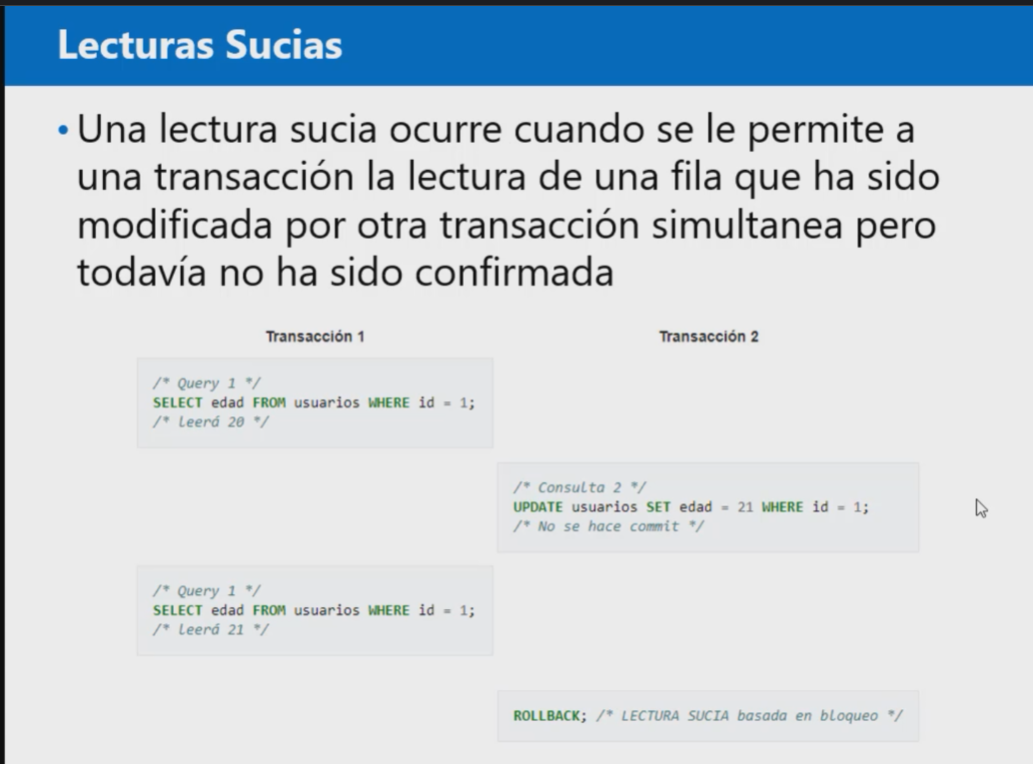 Lecturas Sucias
• Una lectura sucia ocurre cuando se le permite a
una transacción la lectura de una fila que ha sido
modificada por otra transacción simultanea pero
todavía no ha sido confirmada
Transacción 1
Transacción 2
/* Query 1 */
SELECT edad FROM usuarios WHERE id = 1;
/* leerá 20 */
/* Consulta 2 */
UPDATE usuarios SET edad = 21 WHERE id = 1;
/* No se hace commit */
/* Query 1 */
SELECT edad FROM usuarios WHERE id = 1;
/* leerá 21 */
ROLLBACK; /* LECTURA SUCIA basada en bloqueo */